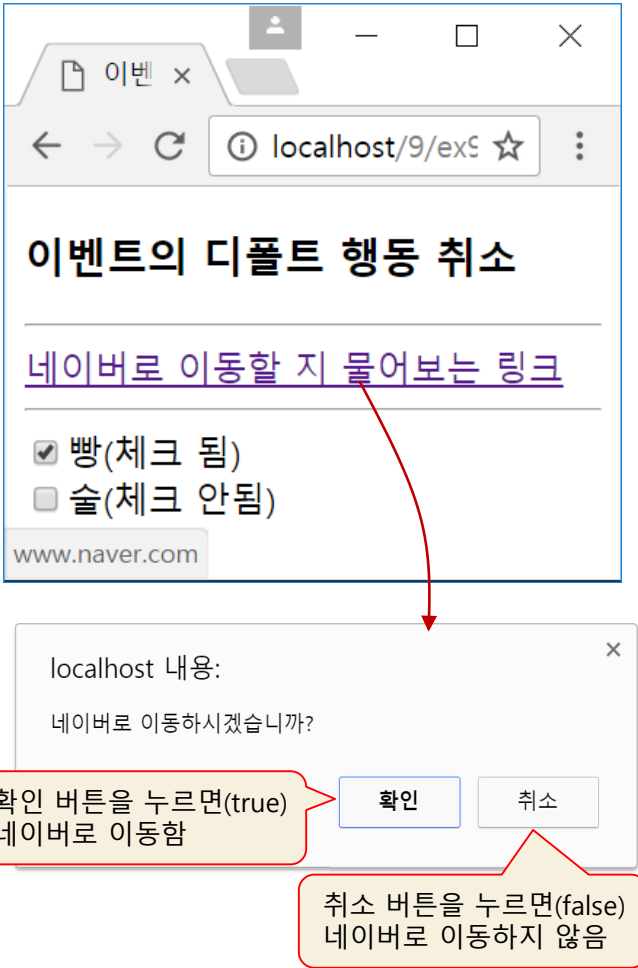 이벤
localhost/9/ex9
이벤트의 디폴트 행동 취소
네이버로 이동할 지 물어보는 링크
빵(체크 됨)
술(체크 안됨)
www.naver.com
localhost 내용:
네이버로 이동하시겠습니까?
확인 버튼을 누르면(true)
네이버로 이동함
확인
취소
취소 버튼을 누르면(false)
네이버로 이동하지 않음